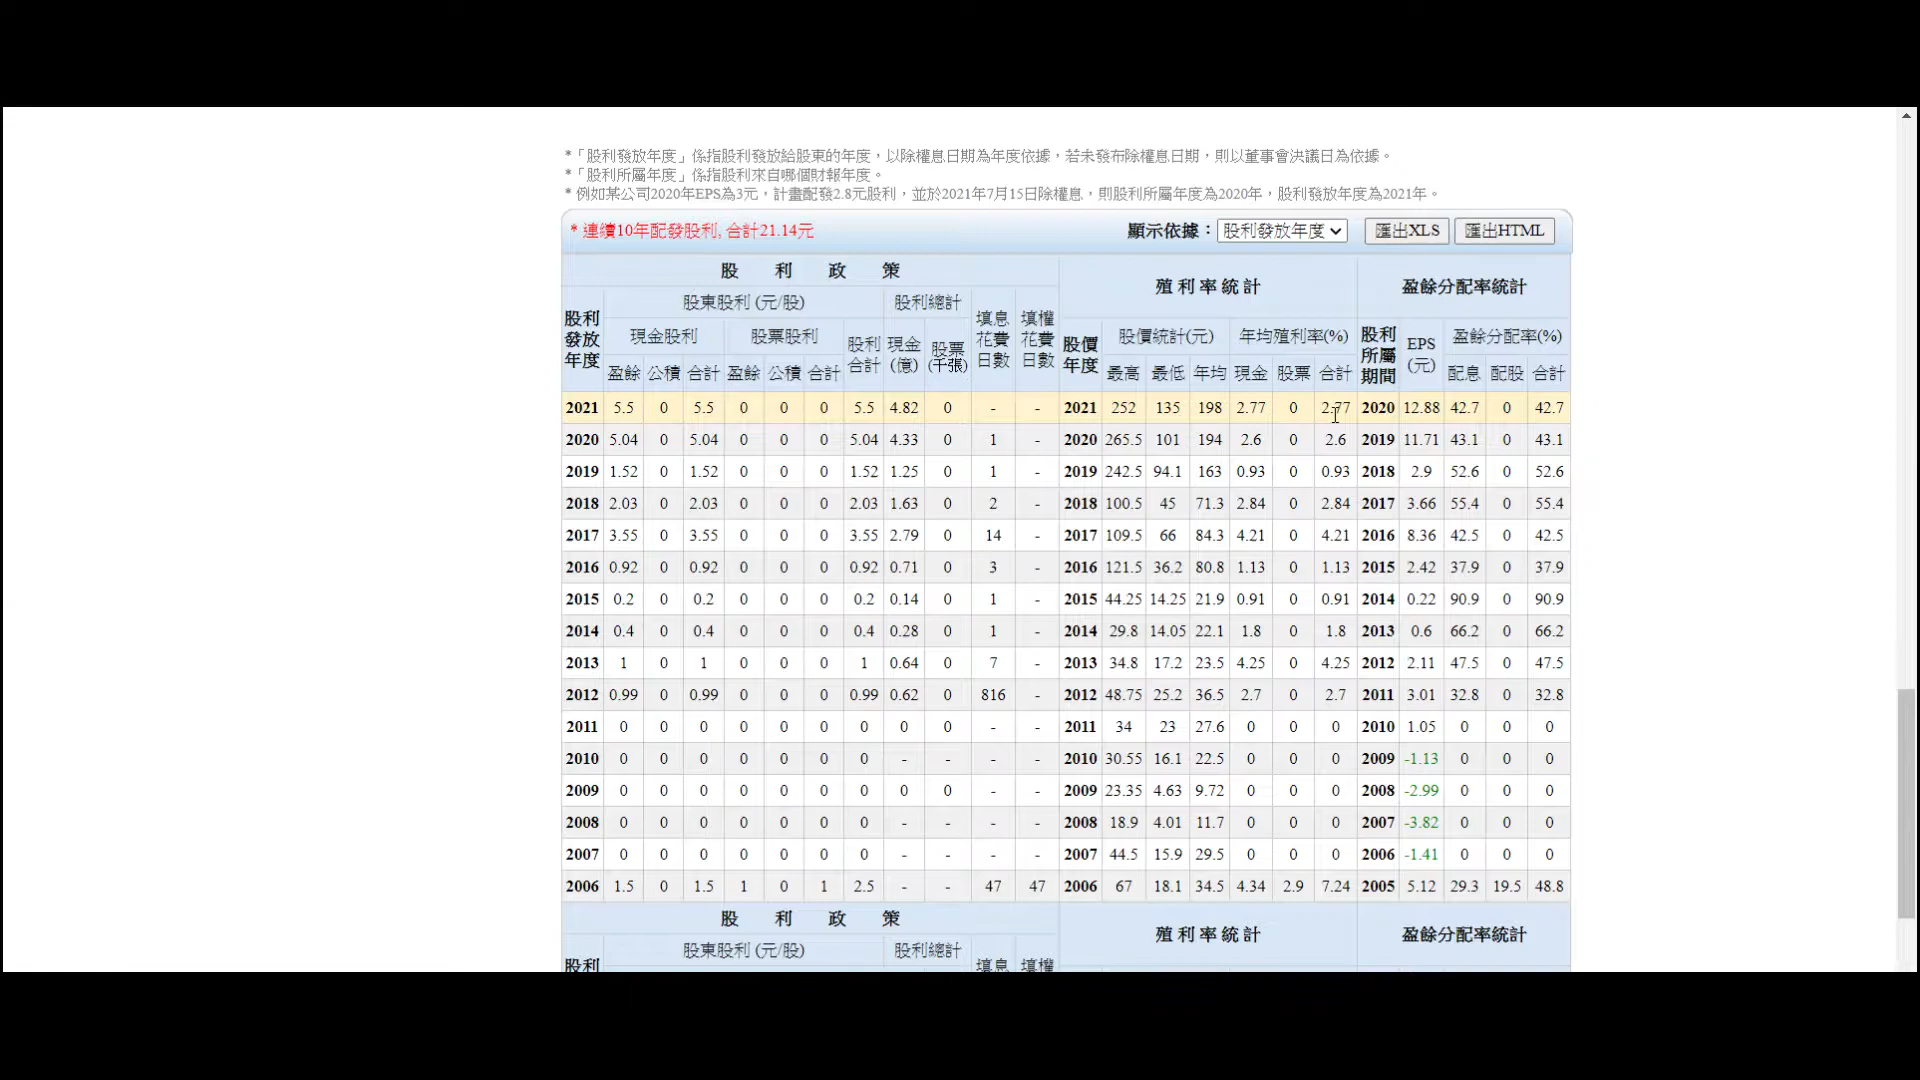 *「股利發放年度」係指股利發放給股東的年度，以除權息日期為年度依據，若未發布除權息日期，則以董事會決議日為依據。
*「股利所屬年度」係指股利來自哪個財報年度。
* 例如某公司2020年EPS為3元，計畫配發2.8元股利，並於2021年7月15日除權息，則股利所屬年度為2020年，股利發放年度為2021年。
* 連續10年配發股利, 合計21.14元 顯示依據： 股利發放年度 匯出XLS 匯出HTML
股 利 政 策 殖 利 率 統 計 盈餘分配率統計
股利發放年度 股東股利 (元/股) 股利總計 填息花費日數 填權花費日數
現金股利 股票股利 股利合計 現金(億) 股票(千張) 股價年度 股價統計(元) 年均殖利率(%) 股利所屬期間 EPS(元) 盈餘分配率(%)
盈餘 公積 合計 盈餘 公積 合計 最高 最低 年均 現金 股票 合計 配息 配股 合計
2021 5.5 0 5.5 0 0 0 5.5 4.82 0 - - 2021 252 135 198 2.77 0 2.77 2020 12.88 42.7 0 42.7
2020 5.04 0 5.04 0 0 0 5.04 4.33 0 1 - 2020 265.5 101 194 2.6 0 2.6 2019 11.71 43.1 0 43.1
2019 1.52 0 1.52 0 0 0 1.52 1.25 0 1 - 2019 242.5 94.1 163 0.93 0 0.93 2018 2.9 52.6 0 52.6
2018 2.03 0 2.03 0 0 0 2.03 1.63 0 2 - 2018 100.5 45 71.3 2.84 0 2.84 2017 3.66 55.4 0 55.4
2017 3.55 0 3.55 0 0 0 3.55 2.79 0 14 - 2017 109.5 66 84.3 4.21 0 4.21 2016 8.36 42.5 0 42.5
2016 0.92 0 0.92 0 0 0 0.92 0.71 0 3 - 2016 121.5 36.2 80.8 1.13 0 1.13 2015 2.42 37.9 0 37.9
2015 0.2 0 0.2 0 0 0 0.2 0.14 0 1 - 2015 44.25 14.25 21.9 0.91 0 0.91 2014 0.22 90.9 0 90.9
2014 0.4 0 0.4 0 0 0 0.4 0.28 0 1 - 2014 29.8 14.05 22.1 1.8 0 1.8 2013 0.6 66.2 0 66.2
2013 1 0 1 0 0 0 1 0.64 0 7 - 2013 34.8 17.2 23.5 4.25 0 4.25 2012 2.11 47.5 0 47.5
2012 0.99 0 0.99 0 0 0 0.99 0.62 0 816 - 2012 48.75 25.2 36.5 2.7 0 2.7 2011 3.01 32.8 0 32.8
2011 0 0 0 0 0 0 0 0 0 - - 2011 34 23 27.6 0 0 0 2010 1.05 0 0 0
2010 0 0 0 0 0 0 0 - - - - 2010 30.55 16.1 22.5 0 0 0 2009 -1.13 0 0 0
2009 0 0 0 0 0 0 0 0 0 - - 2009 23.35 4.63 9.72 0 0 0 2008 -2.99 0 0 0
2008 0 0 0 0 0 0 0 - - - - 2008 18.9 4.01 11.7 0 0 0 2007 -3.82 0 0 0
2007 0 0 0 0 0 0 0 - - - - 2007 44.5 15.9 29.5 0 0 0 2006 -1.41 0 0 0
2006 1.5 0 1.5 1 0 1 2.5 - - 47 47 2006 67 18.1 34.5 4.34 2.9 7.24 2005 5.12 29.3 19.5 48.8
股 利 政 策 殖 利 率 統 計 盈餘分配率統計
股東股利 (元/股) 股利總計
股利 填息 填權